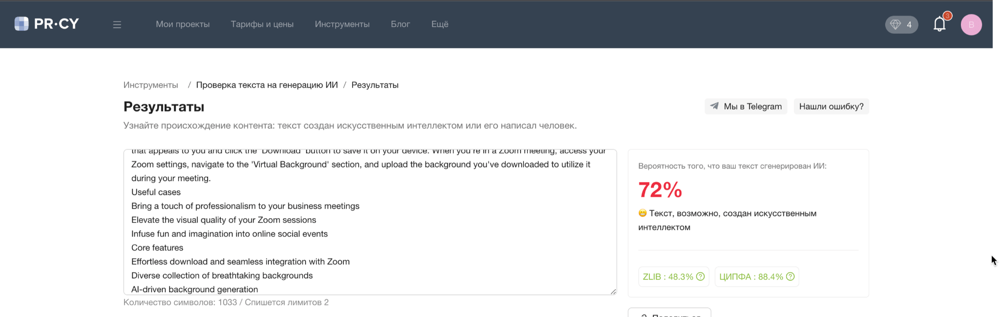 PR·CY
Мои проекты
Тарифы и цены
Инструменты
Блог
Ещё
4
3
B
Инструменты / Проверка текста на генерацию ИИ / Результаты
Результаты
Мы в Telegram
Нашли ошибку?
Узнайте происхождение контента: текст создан искусственным интеллектом или его написал человек.
that appeals to you and click the 'Download' button to save it on your device. When you're in a Zoom meeting, access your
Zoom settings, navigate to the 'Virtual Background' section, and upload the background you've downloaded to utilize it
during your meeting.
Useful cases
Bring a touch of professionalism to your business meetings
Elevate the visual quality of your Zoom sessions
Infuse fun and imagination into online social events
Core features
Effortless download and seamless integration with Zoom
Diverse collection of breathtaking backgrounds
AI-driven background generation
Количество символов: 1033 / Спишется лимитов 2
Вероятность того, что ваш текст сгенерирован ИИ:
72%
😁 Текст, возможно, создан искусственным
интеллектом
ZLIB : 48.3%
ЦИПФА : 88.4%